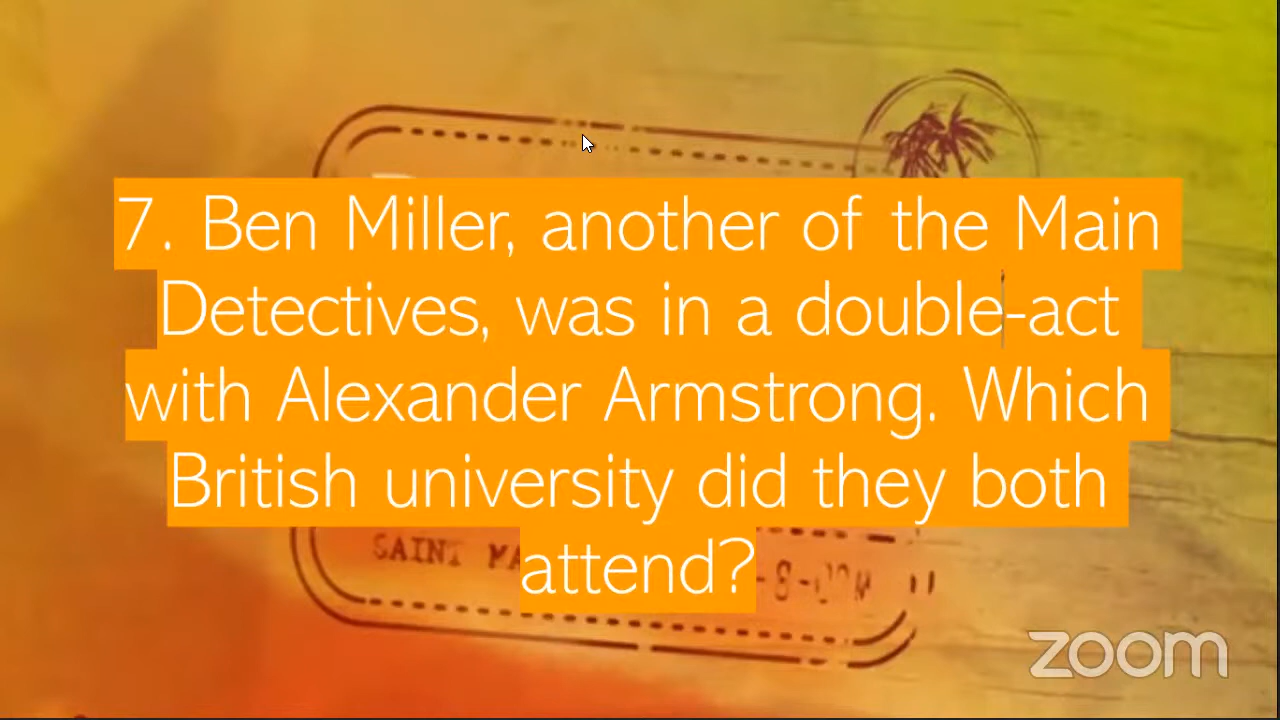 7. Ben Miller, another of the Main
Detectives, was in a double-act
with Alexander Armstrong. Which
British university did they both
attend?
SAINT
zoom